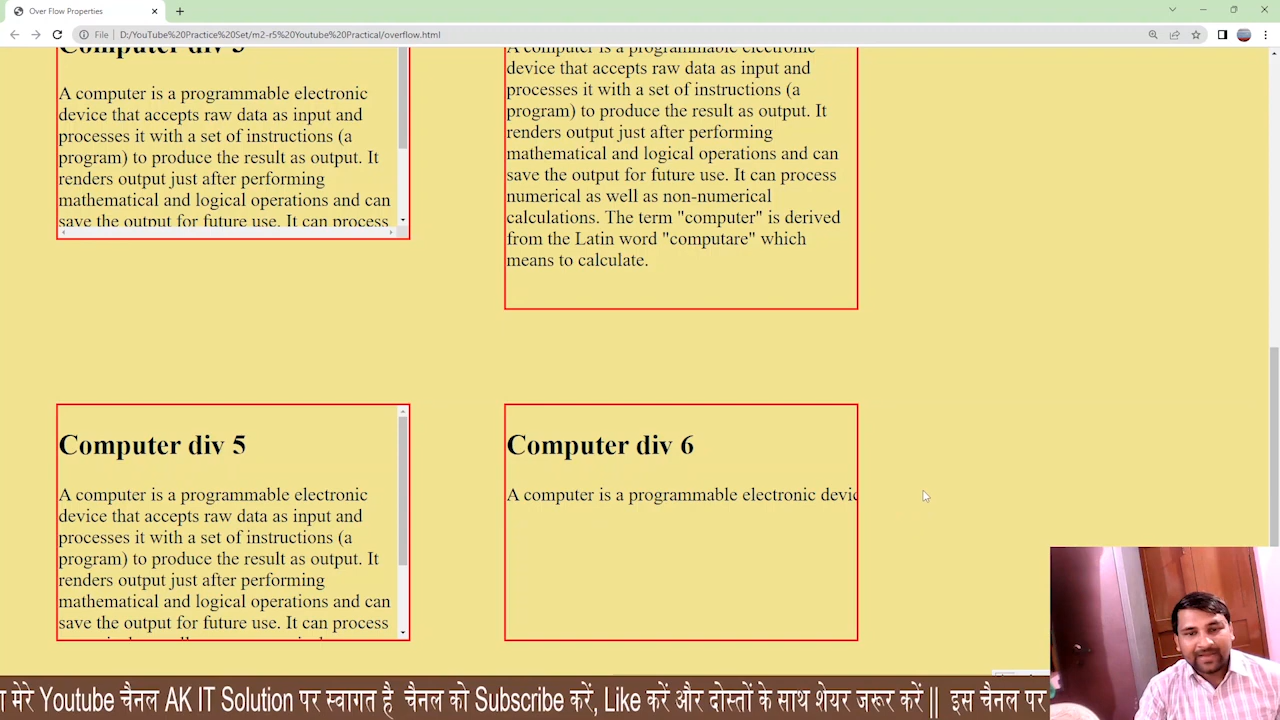 Over Flow Properties
File D:/YouTube%20Practice%20Set/m2-r5%20Youtube%20Practical/overflow.html
A computer is a programmable electronic
device that accepts raw data as input and
processes it with a set of instructions (a
program) to produce the result as output. It
renders output just after performing
mathematical and logical operations and can
save the output for future use. It can process
A computer is a programmable electronic
device that accepts raw data as input and
processes it with a set of instructions (a
program) to produce the result as output. It
renders output just after performing
mathematical and logical operations and can
save the output for future use. It can process
numerical as well as non-numerical
calculations. The term "computer" is derived
from the Latin word "computare" which
means to calculate.
Computer div 5
A computer is a programmable electronic
device that accepts raw data as input and
processes it with a set of instructions (a
program) to produce the result as output. It
renders output just after performing
mathematical and logical operations and can
save the output for future use. It can process
Computer div 6
A computer is a programmable electronic devic
मेरे Youtube चैनल AK IT Solution पर स्वागत है चैनल को Subscribe करें, Like करें और दोस्तों के साथ शेयर जरूर करें || इस चैनल पर